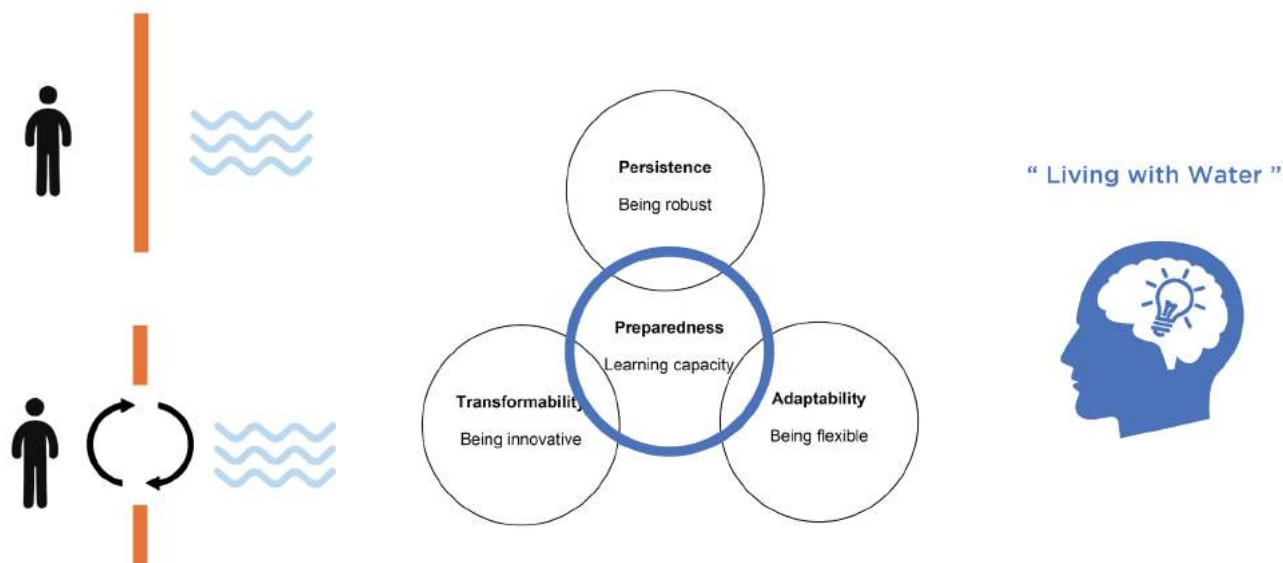 Persistence
Being robust
" Living with Water "
Preparedness
Learning capacity
Transformability
Being innovative
Adaptability
Being flexible